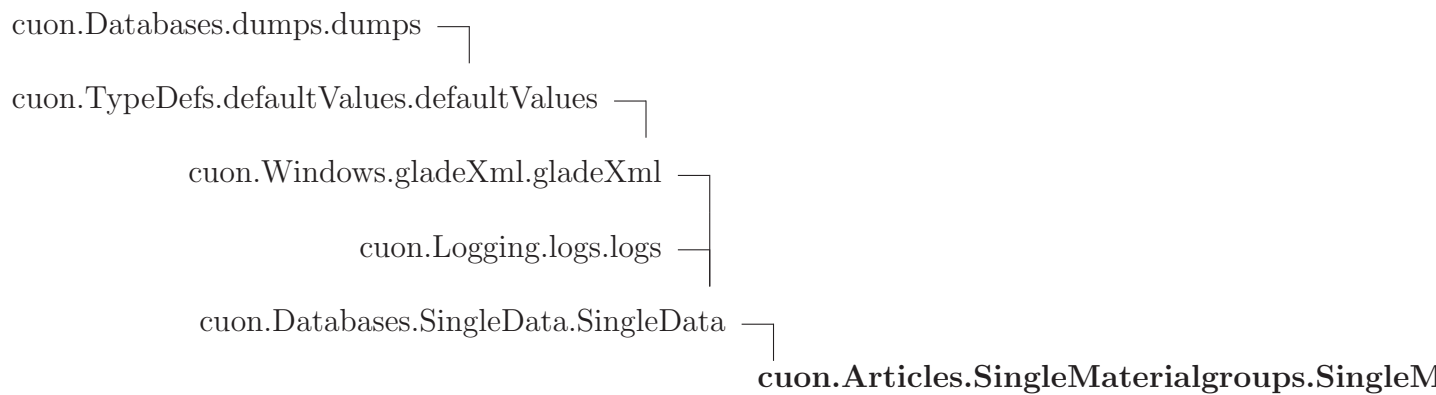 cuon.Databases.dumps.dumps
cuon.TypeDefs.defaultValues.defaultValues
cuon.Windows.gladeXml.gladeXml
cuon.Logging.logs.logs
cuon.Databases.SingleData.SingleData
cuon.Articles.SingleMaterialgroups.SingleM